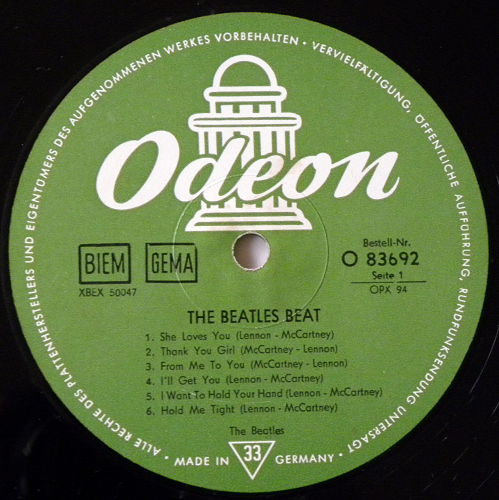 ALLE RECHTE DES PLATTENHERSTELLERS UND EIGENTÜMERS DES AUFGENOMMENEN WERKES VORBEHALTEN • VERVIELFÄLTIGUNG, ÖFFENTLICHE AUFFÜHRUNG, RUNDFUNKSENDUNG UNTERSAGT •
Odeon
BIEM GEMA
XBEX 50047
Bestell-Nr.
O 83692
Seite 1
OPX 94
THE BEATLES BEAT
1. She Loves You (Lennon - McCartney)
2. Thank You Girl (McCartney - Lennon)
3. From Me To You (McCartney - Lennon)
4. I'll Get You (Lennon - McCartney)
5. I Want To Hold Your Hand (Lennon - McCartney)
6. Hold Me Tight (Lennon - McCartney)
The Beatles
MADE IN 33 GERMANY